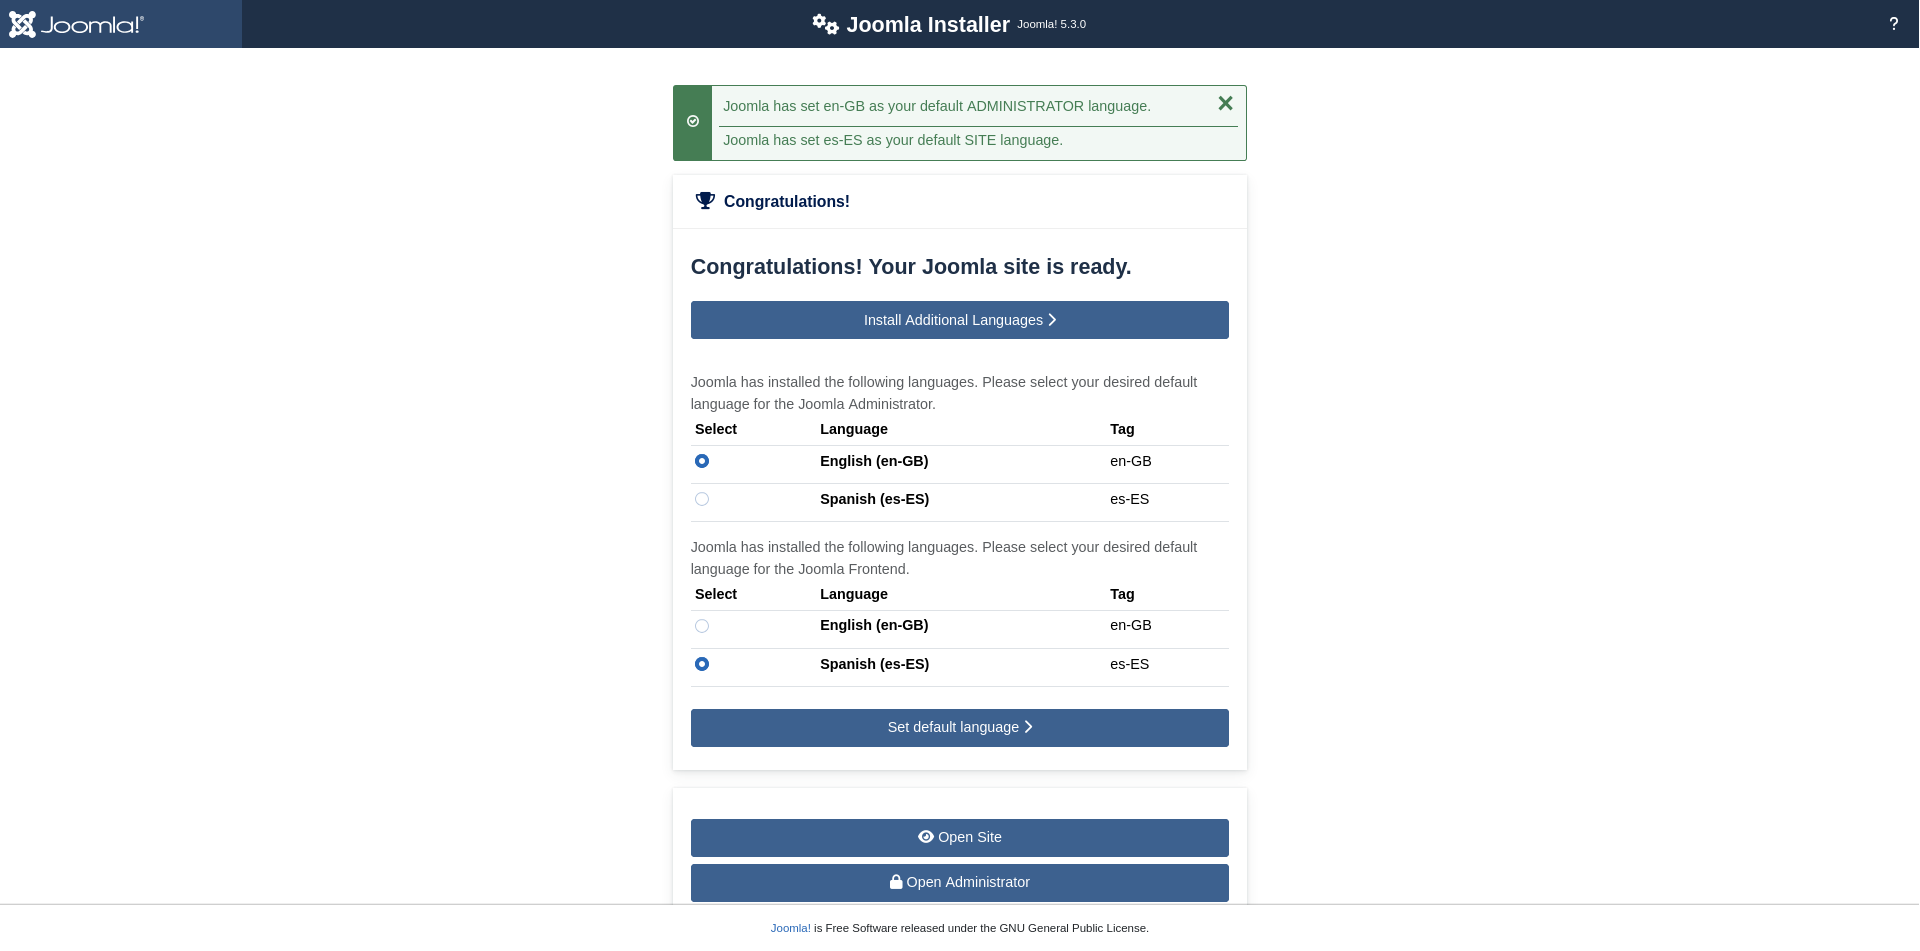 Joomla!®
Joomla Installer Joomla! 5.3.0
?
Joomla has set en-GB as your default ADMINISTRATOR language.
Joomla has set es-ES as your default SITE language.
Congratulations!
Congratulations! Your Joomla site is ready.
Install Additional Languages
Joomla has installed the following languages. Please select your desired default
language for the Joomla Administrator.
Select Language Tag
English (en-GB) en-GB
Spanish (es-ES) es-ES
Joomla has installed the following languages. Please select your desired default
language for the Joomla Frontend.
Select Language Tag
English (en-GB) en-GB
Spanish (es-ES) es-ES
Set default language
Open Site
Open Administrator
Joomla! is Free Software released under the GNU General Public License.